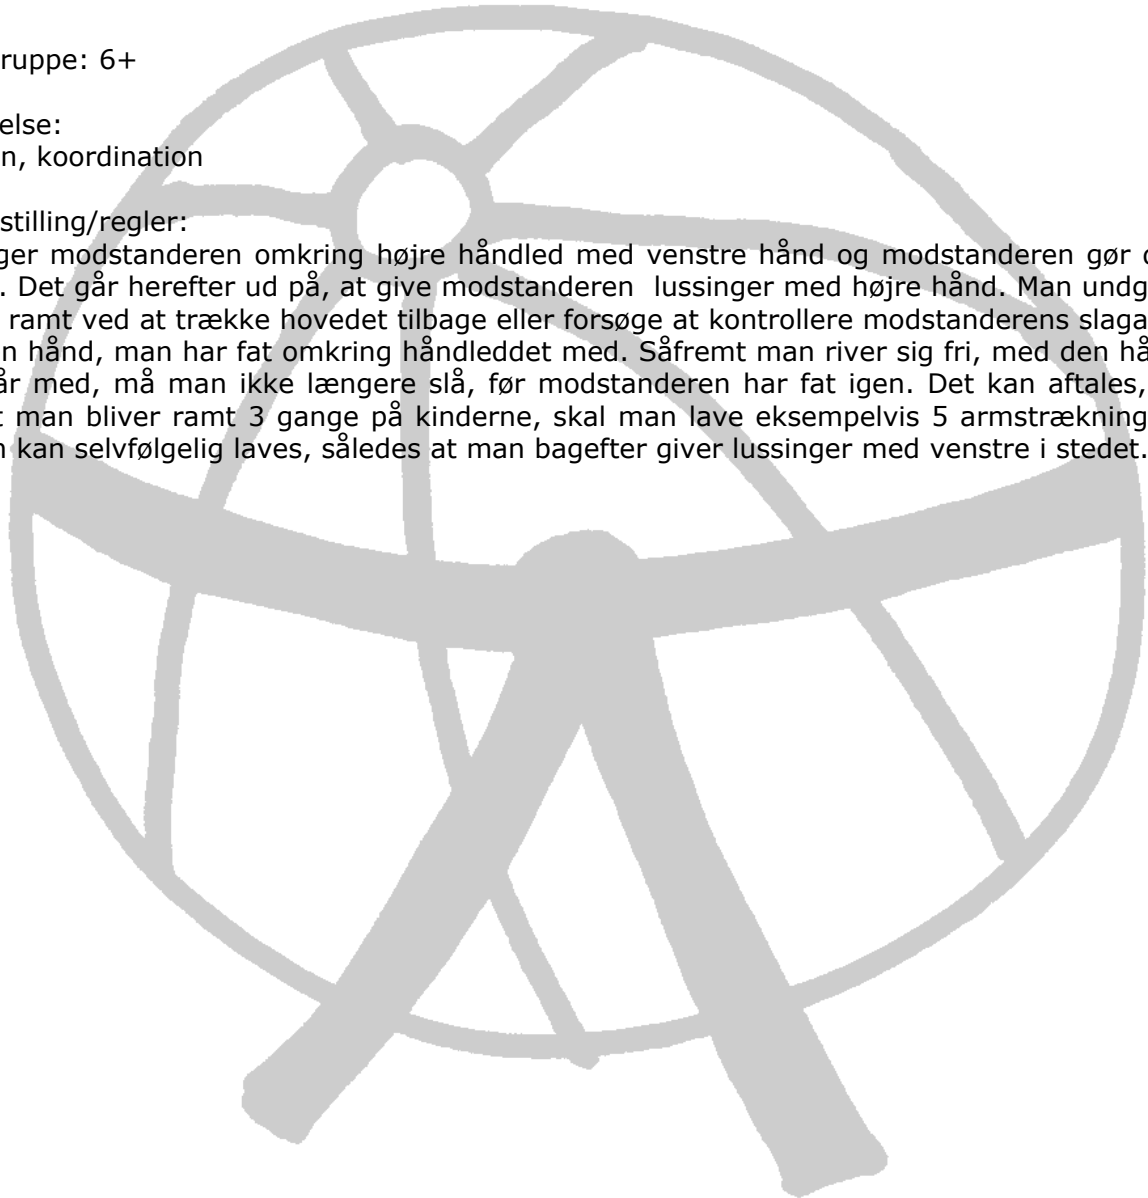 ruppe: 6+
else:
n, koordination
stilling/regler:
ger modstanderen omkring højre håndled med venstre hånd og modstanderen gør d
. Det går herefter ud på, at give modstanderen lussinger med højre hånd. Man undg
ramt ved at trække hovedet tilbage eller forsøge at kontrollere modstanderens slaga
n hånd, man har fat omkring håndleddet med. Såfremt man river sig fri, med den hå
år med, må man ikke længere slå, før modstanderen har fat igen. Det kan aftales,
t man bliver ramt 3 gange på kinderne, skal man lave eksempelvis 5 armstrækning
n kan selvfølgelig laves, således at man bagefter giver lussinger med venstre i stedet.